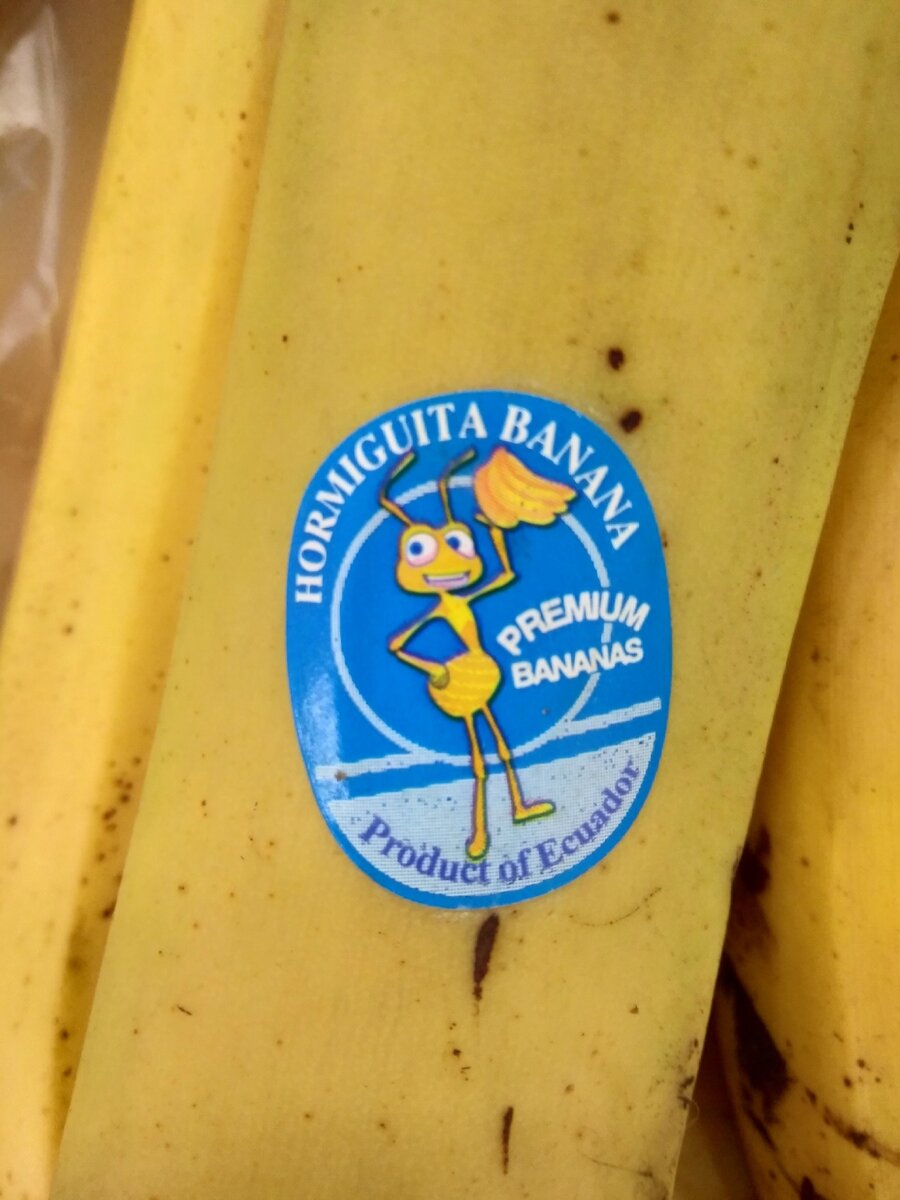 HORMIGUITA BANANA
PREMIUM
BANANAS
Product of Ecuador